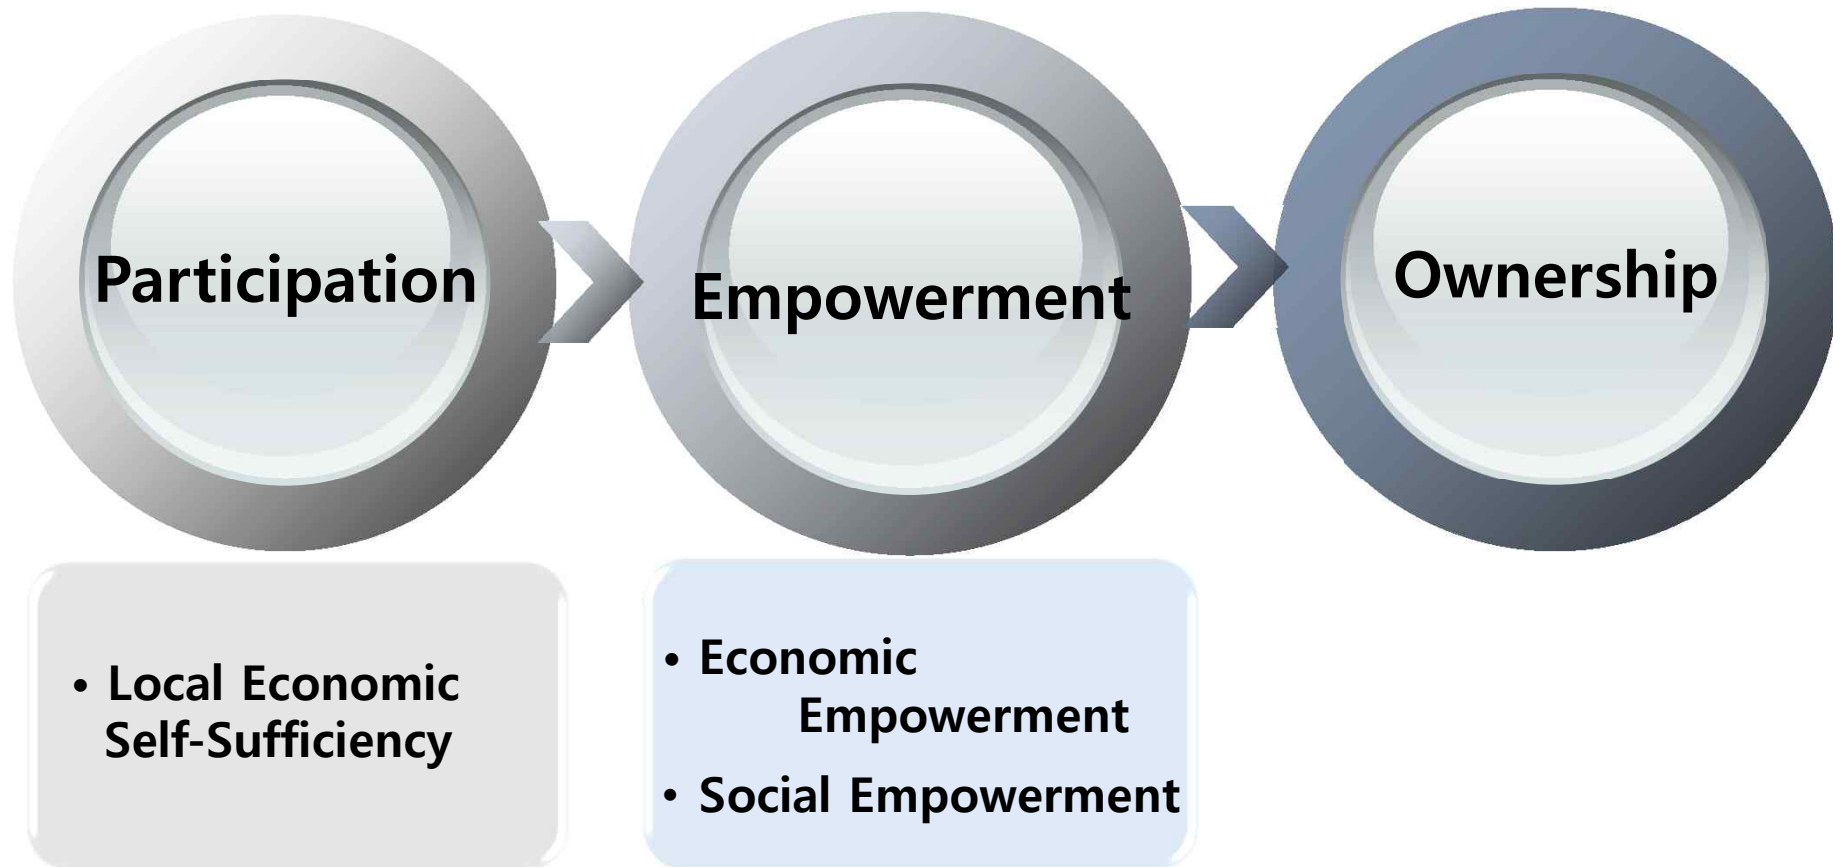 Participation
Empowerment
Ownership
• Local Economic
Self-Sufficiency
• Economic
Empowerment
• Social Empowerment